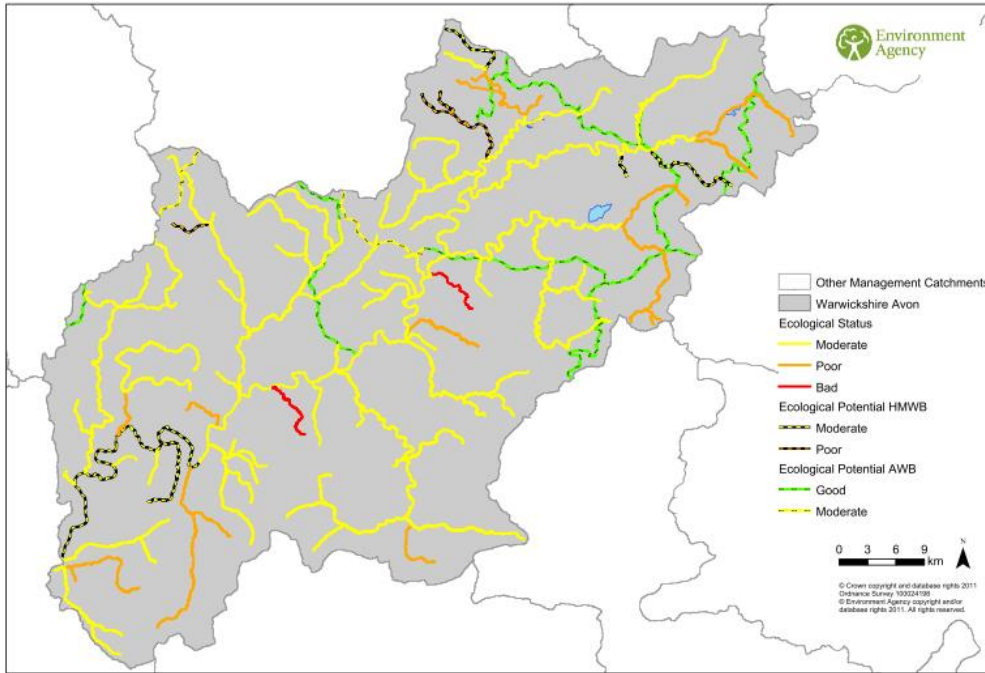 Environment
Agency
Other Management Catchments
Warwickshire Avon
Ecological Status
Moderate
Poor
Bad
Ecological Potential HMWB
Moderate
Poor
Ecological Potential AWB
Good
Moderate
0 3 6 9
km
N
© Crown copyright and database rights 2011
Ordnance Survey 100024198
© Environment Agency copyright and/or
database rights 2011. All rights reserved.